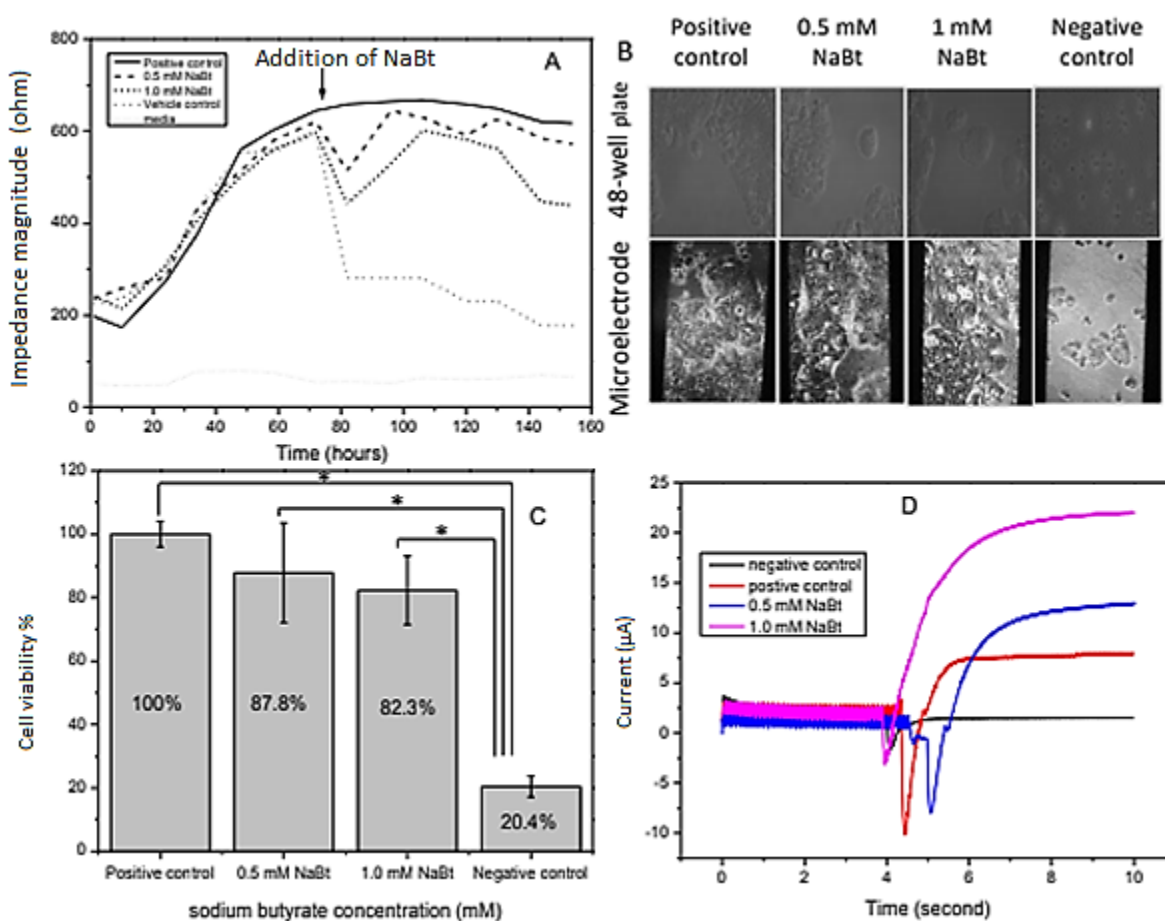 800
600
400
200
0
Impedance magnitude (ohm)
Positive control
0.5 mM NaBt
1.0 mM NaBt
Vehicle control
media
Addition of NaBt
A
0 20 40 60 80 100 120 140 160
Time (hours)
B
Positive control
0.5 mM NaBt
1 mM NaBt
Negative control
48-well plate
Microelectrode
120
100
80
60
40
20
0
Cell viability %
C
*
*
*
100%
87.8%
82.3%
20.4%
Positive control 0.5 mM NaBt 1.0 mM NaBt Negative control
sodium butyrate concentration (mM)
25
20
15
10
5
0
-5
-10
Current (µA)
D
negative control
postive control
0.5 mM NaBt
1.0 mM NaBt
0 2 4 6 8 10
Time (second)